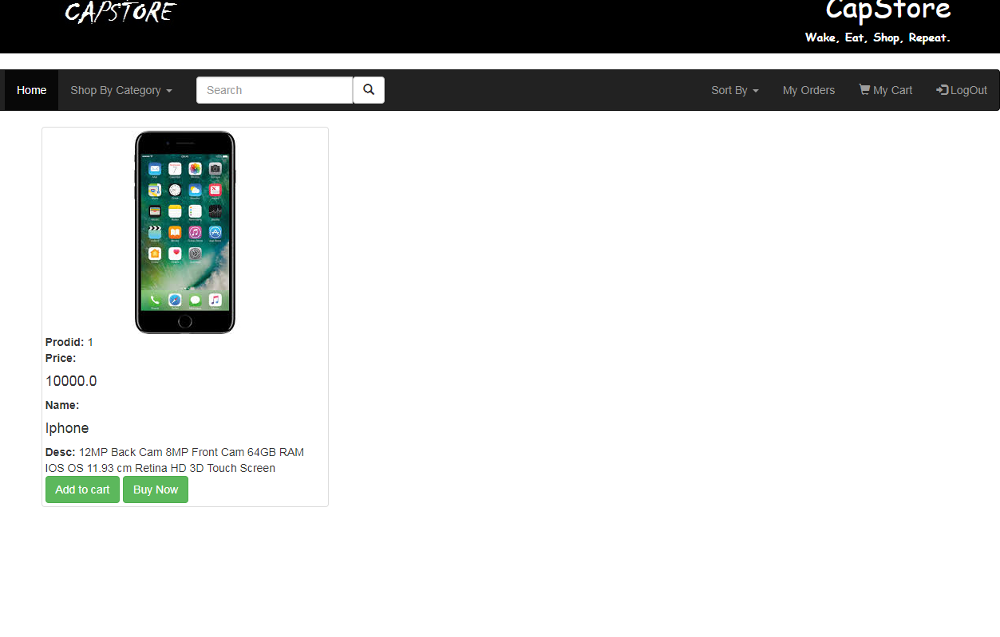 CAPSTORE
CapStore
Wake, Eat, Shop, Repeat.
Home Shop By Category Search Sort By My Orders My Cart LogOut
Prodid: 1
Price:
10000.0
Name:
Iphone
Desc: 12MP Back Cam 8MP Front Cam 64GB RAM
IOS OS 11.93 cm Retina HD 3D Touch Screen
Add to cart Buy Now